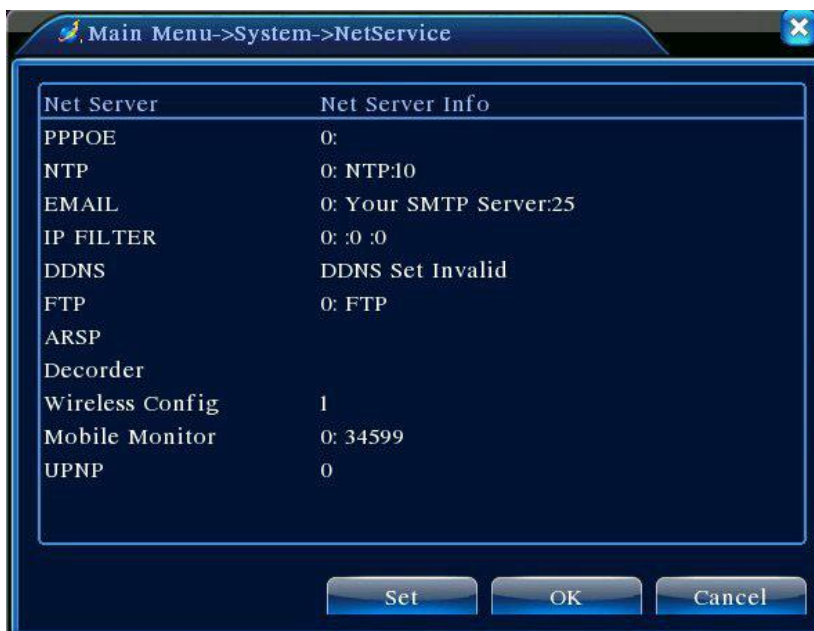 Main Menu->System->NetService
Net Server Net Server Info
PPPOE 0:
NTP 0: NTP:10
EMAIL 0: Your SMTP Server:25
IP FILTER 0: :0 :0
DDNS DDNS Set Invalid
FTP 0: FTP
ARSP
Decorder
Wireless Config 1
Mobile Monitor 0: 34599
UPNP 0
Set OK Cancel